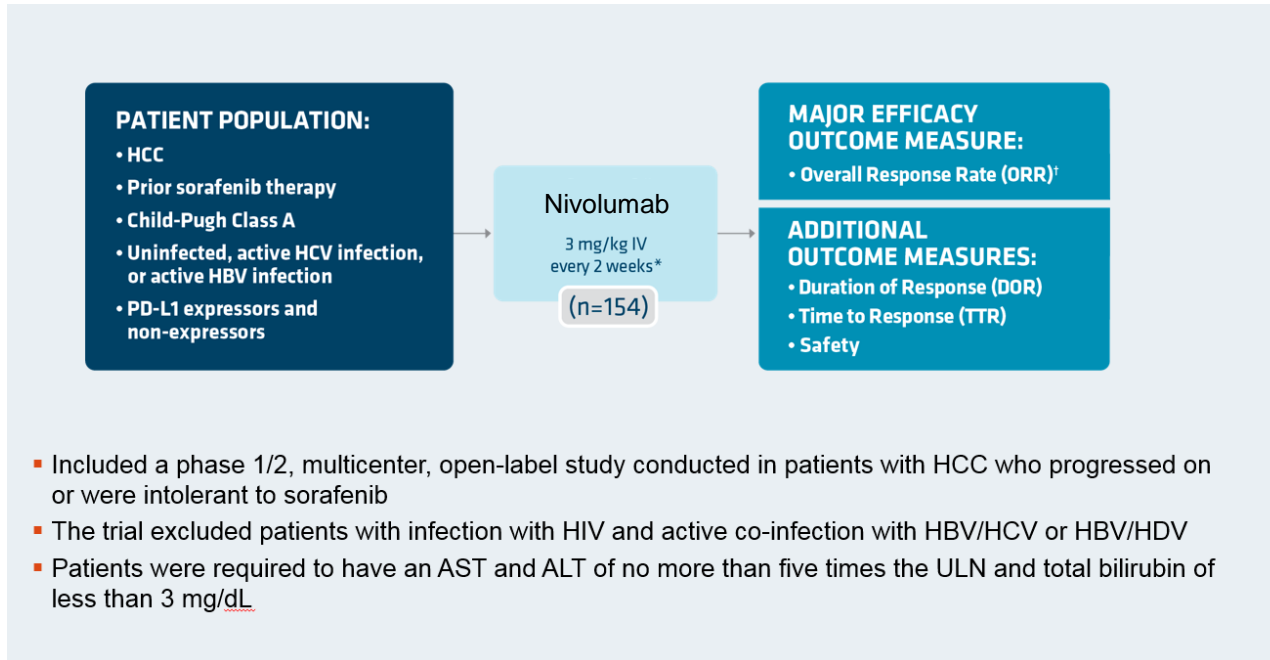 PATIENT POPULATION:
• HCC
• Prior sorafenib therapy
• Child-Pugh Class A
• Uninfected, active HCV infection,
or active HBV infection
• PD-L1 expressors and
non-expressors
Nivolumab
3 mg/kg IV
every 2 weeks*
(n=154)
MAJOR EFFICACY
OUTCOME MEASURE:
• Overall Response Rate (ORR)†
ADDITIONAL
OUTCOME MEASURES:
• Duration of Response (DOR)
• Time to Response (TTR)
• Safety
▪ Included a phase 1/2, multicenter, open-label study conducted in patients with HCC who progressed on
or were intolerant to sorafenib
▪ The trial excluded patients with infection with HIV and active co-infection with HBV/HCV or HBV/HDV
▪ Patients were required to have an AST and ALT of no more than five times the ULN and total bilirubin of
less than 3 mg/dL